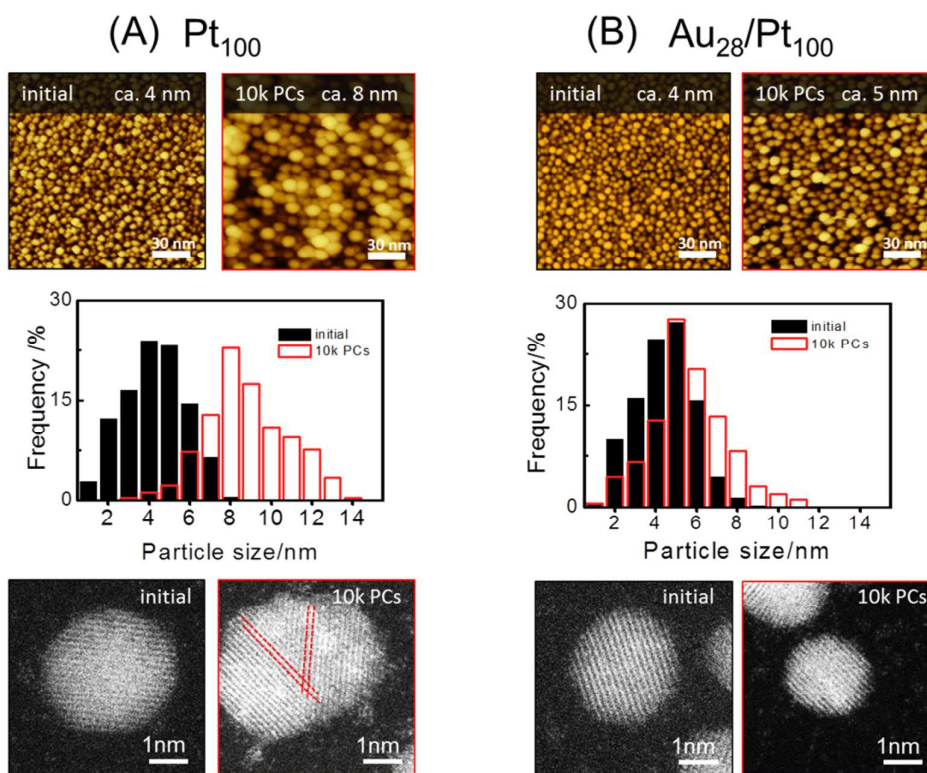 (A) Pt₁₀₀
(B) Au₂₈/Pt₁₀₀
initial ca. 4 nm
30 nm
10k PCs ca. 8 nm
30 nm
initial ca. 4 nm
30 nm
10k PCs ca. 5 nm
30 nm
30
15
0
Frequency /%
initial
10k PCs
2 4 6 8 10 12 14
Particle size/nm
30
15
0
Frequency/%
initial
10k PCs
2 4 6 8 10 12 14
Particle size/nm
initial
1nm
10k PCs
1nm
initial
1nm
10k PCs
1nm